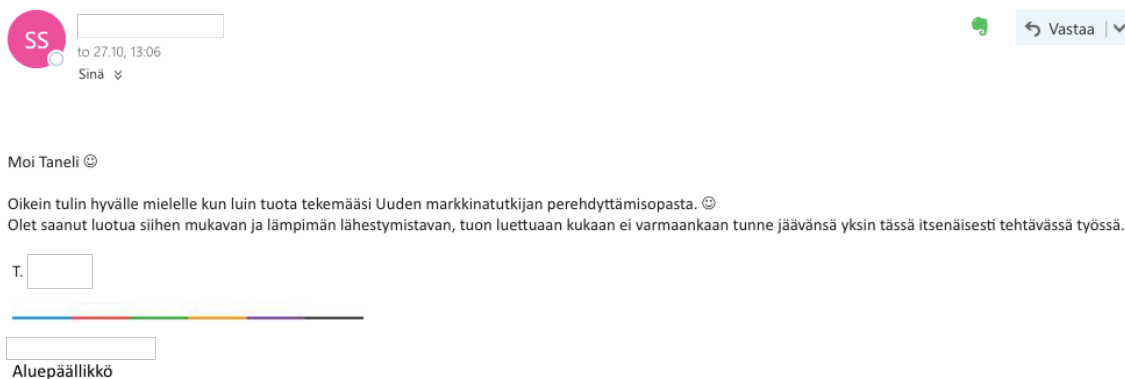 SS
to 27.10, 13:06
Sinä
Vastaa
Moi Taneli ☺
Oikein tulin hyvälle mielelle kun luin tuota tekemääsi Uuden markkinatutkijan perehdyttämisopasta. ☺
Olet saanut luotua siihen mukavan ja lämpimän lähestymistavan, tuon luettuaan kukaan ei varmaankaan tunne jäävänsä yksin tässä itsenäisesti tehtävässä työssä.
T.
Aluepäällikkö